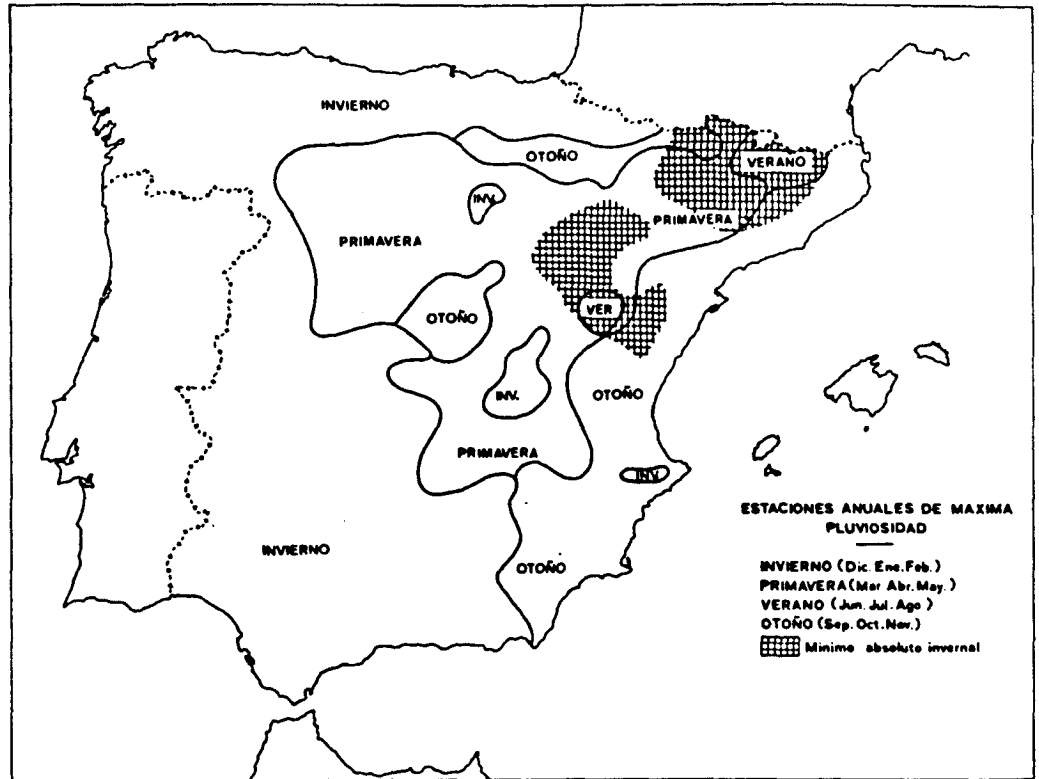 INVIERNO
OTOÑO
VERANO
INV.
PRIMAVERA
PRIMAVERA
VER
OTOÑO
INV.
OTOÑO
PRIMAVERA
INV.
INVIERNO
OTOÑO
ESTACIONES ANUALES DE MAXIMA
PLUVIOSIDAD
INVIERNO (Dic. Ene. Feb.)
PRIMAVERA (Mar Abr. May.)
VERANO (Jun. Jul. Ago)
OTOÑO (Sep. Oct. Nov.)
Minimo absoluto invernal